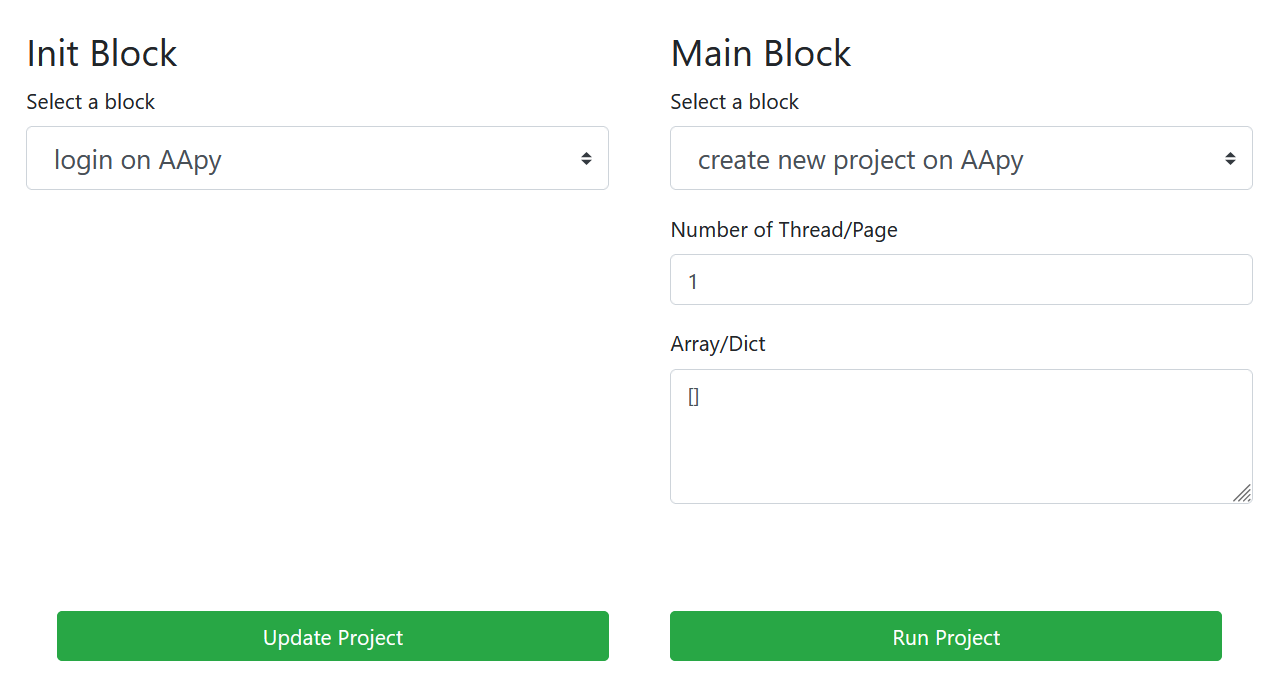 Init Block
Select a block
login on AApy
Main Block
Select a block
create new project on AApy
Number of Thread/Page
1
Array/Dict
[]
Update Project
Run Project